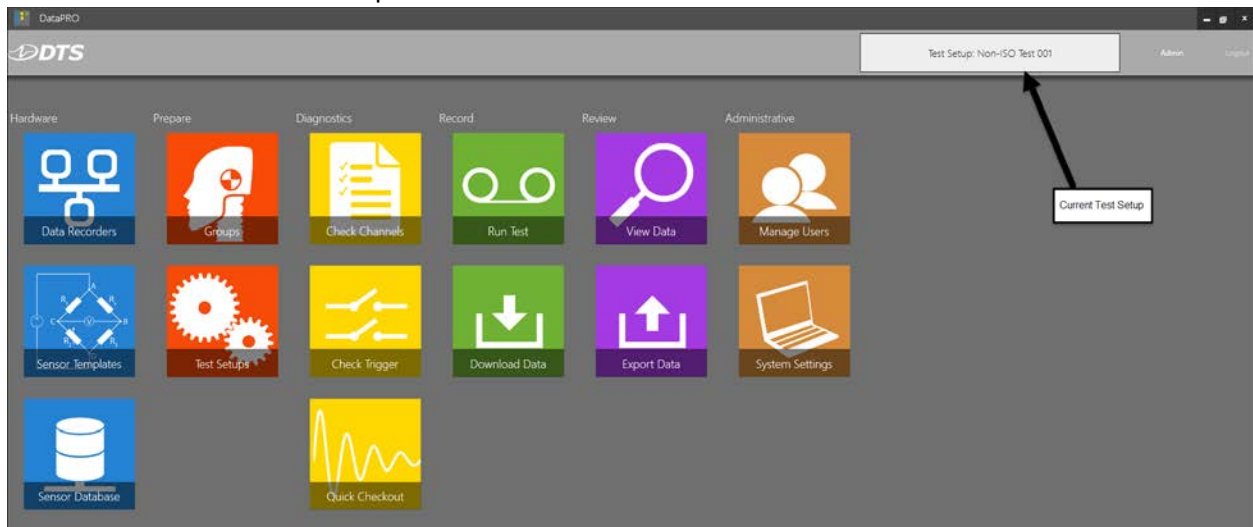 DataPRO
DTS
Test Setup: Non-ISO Test 001
Admin
Logout
Hardware
Prepare
Diagnostics
Record
Review
Administrative
Data Recorders
Groups
Check Channels
Run Test
View Data
Manage Users
Current Test Setup
A
R
R
C
V
B
R
R
Sensor Templates
Test Setups
Check Trigger
Download Data
Export Data
System Settings
Sensor Database
Quick Checkout